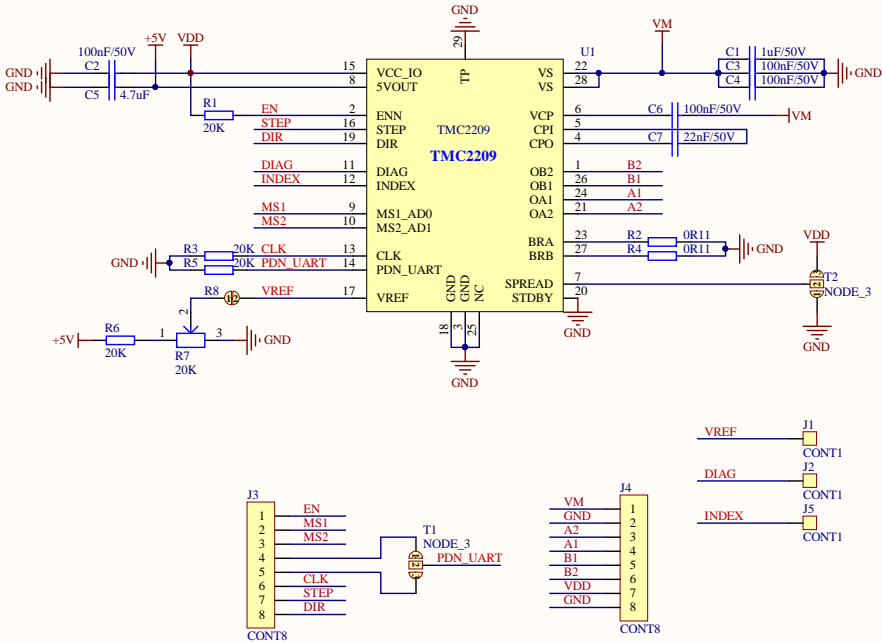 GND
29
TP
100nF/50V
+5V
VDD
GND
C2
15
VCC_IO
GND
C5
4.7uF
8
5VOUT
R1
20K
EN
2
ENN
STEP
16
STEP
DIR
19
DIR
TMC2209
TMC2209
DIAG
11
DIAG
INDEX
12
INDEX
MS1
9
MS1_AD0
MS2
10
MS2_AD1
R3
20K
CLK
13
CLK
GND
R5
20K
PDN_UART
14
PDN_UART
R8
1
2
VREF
17
VREF
2
+5V
R6
20K
1
R7
20K
3
GND
GND
GND
NC
18
3
25
GND
U1
VM
VS
22
VS
28
C1
1uF/50V
C3
100nF/50V
C4
100nF/50V
GND
VCP
6
C6
100nF/50V
VM
CPI
5
CPO
4
C7
22nF/50V
OB2
1
B2
OB1
26
B1
OA1
24
A1
OA2
21
A2
BRA
23
R2
0R11
BRB
27
R4
0R11
GND
VDD
SPREAD
7
STDBY
20
GND
3
2
1
T2
NODE_3
GND
VREF
J1
CONT1
DIAG
J2
CONT1
INDEX
J5
CONT1
J3
1
EN
2
MS1
3
MS2
4
5
6
CLK
7
STEP
8
DIR
CONT8
T1
NODE_3
1
2
3
PDN_UART
J4
VM
1
GND
2
A2
3
A1
4
B1
5
B2
6
VDD
7
GND
8
CONT8